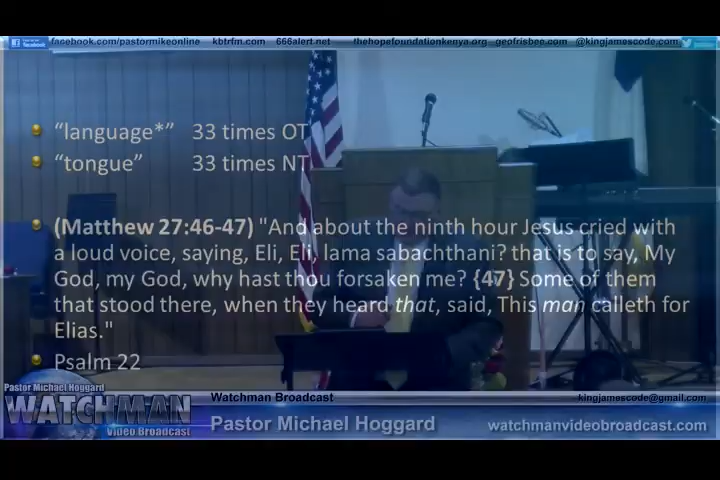 facebook.com/pastormikeonline kbtrfm.com 666alert.net thehopefoundationkenya.org geofrisbee.com @kingjamescode.com
"language*" 33 times OT
"tongue" 33 times NT
(Matthew 27:46-47) "And about the ninth hour Jesus cried with
a loud voice, saying, Eli, Eli, lama sabachthani? that is to say, My
God, my God, why hast thou forsaken me? {47} Some of them
that stood there, when they heard that, said, This man calleth for
Elias."
Psalm 22
Pastor Michael Hoggard
WATCHMAN
Video Broadcast
Watchman Broadcast kingjamescode@gmail.com
Pastor Michael Hoggard watchmanvideobroadcast.com